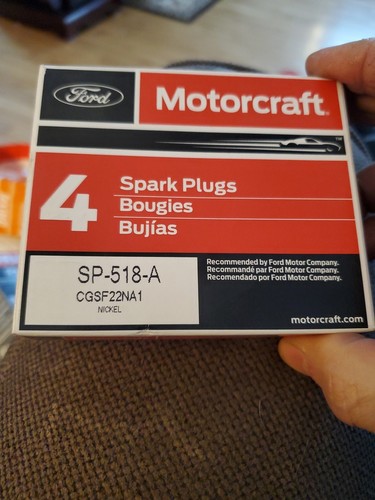 Ford
Motorcraft®
™
4
Spark Plugs
Bougies
Bujías
SP-518-A
CGSF22NA1
NICKEL
Recommended by Ford Motor Company.
Recommandé par Ford Motor Company.
Recomendado por Ford Motor Company.
motorcraft.com